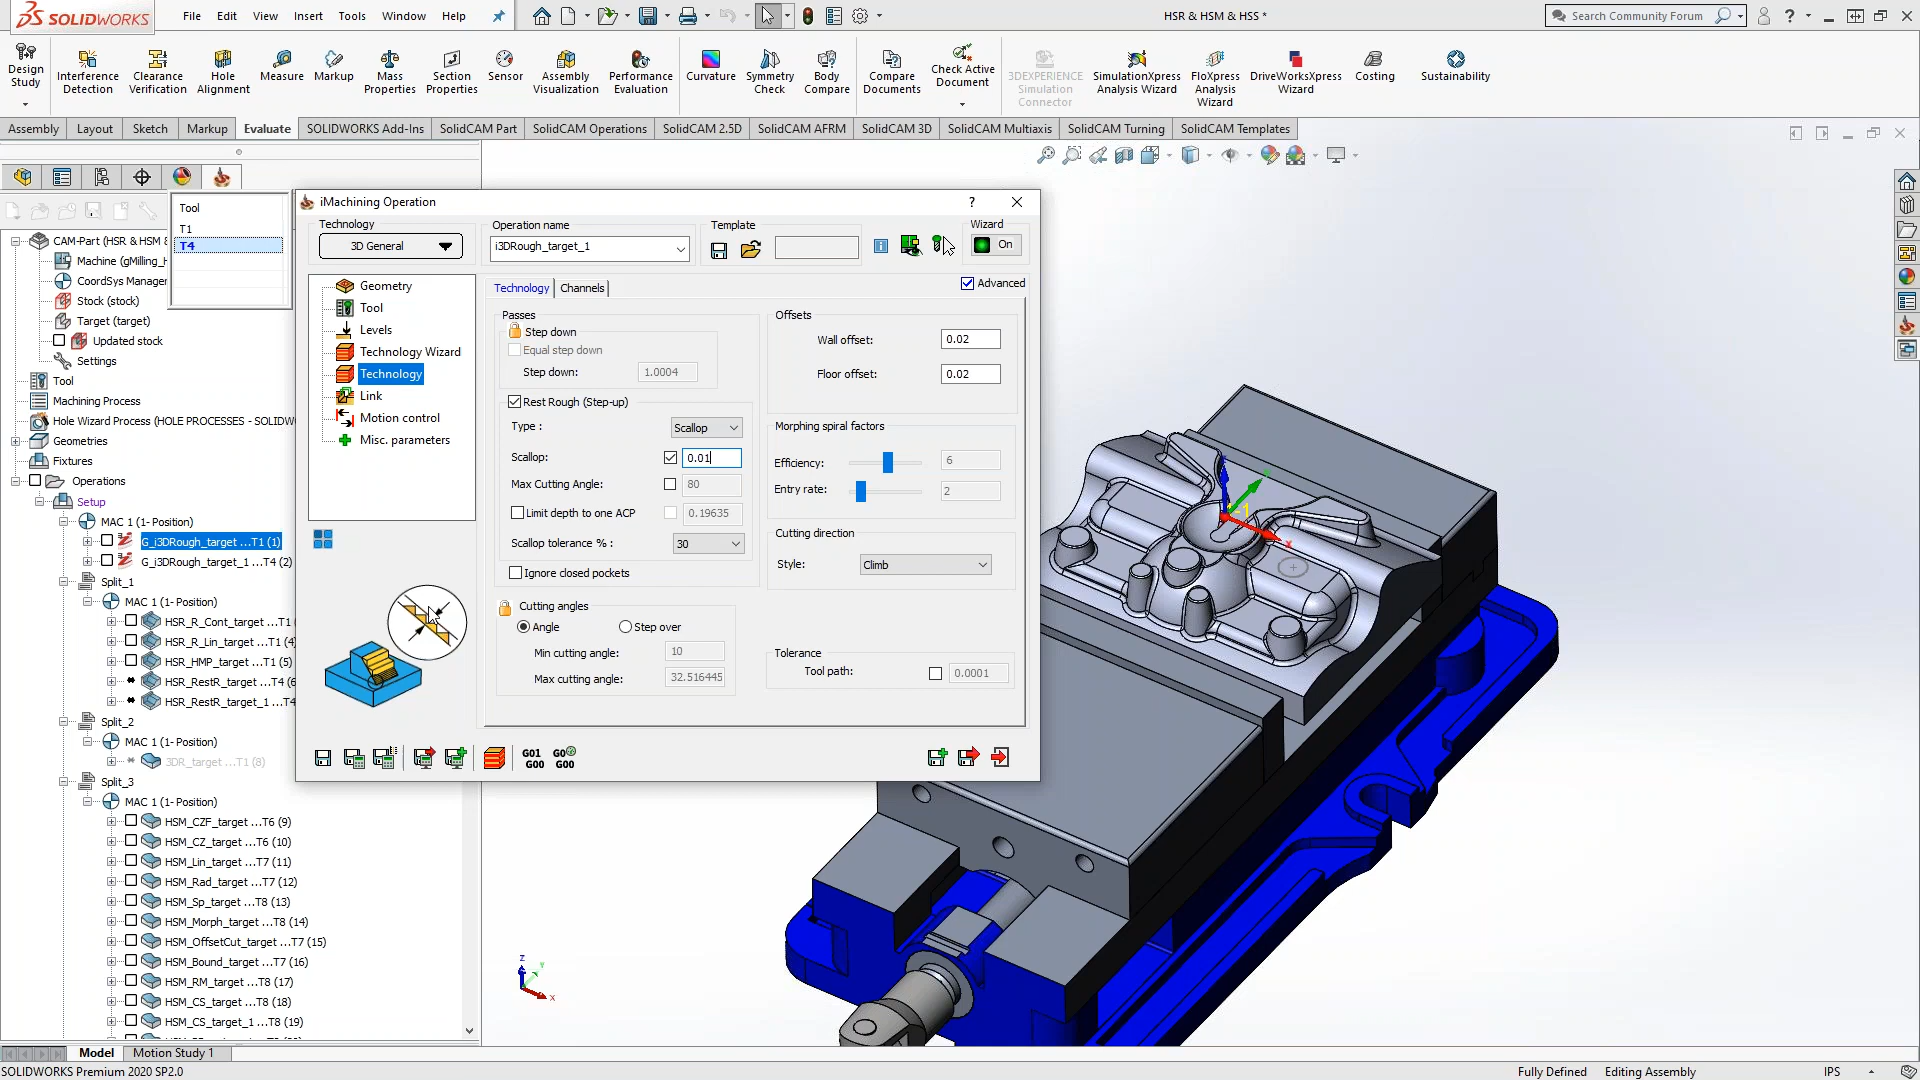 SOLIDWORKS
File Edit View Insert Tools Window Help
HSR & HSM & HSS *
Search Community Forum
Design Study
Interference Detection
Clearance Verification
Hole Alignment
Measure
Markup
Mass Properties
Section Properties
Sensor
Assembly Visualization
Performance Evaluation
Curvature
Symmetry Check
Body Compare
Compare Documents
Check Active Document
3DEXPERIENCE Simulation Connector
SimulationXpress Analysis Wizard
FloXpress Analysis Wizard
DriveWorksXpress Wizard
Costing
Sustainability
Assembly Layout Sketch Markup Evaluate SOLIDWORKS Add-Ins SolidCAM Part SolidCAM Operations SolidCAM 2.5D SolidCAM AFRM SolidCAM 3D SolidCAM Multiaxis SolidCAM Turning SolidCAM Templates
Tool
T1
T4
CAM-Part (HSR & HSM &
Machine (gMilling_H
CoordSys Manager
Stock (stock)
Target (target)
Updated stock
Settings
Tool
Machining Process
Hole Wizard Process (HOLE PROCESSES - SOLIDW
Geometries
Fixtures
Operations
Setup
MAC 1 (1- Position)
G_i3DRough_target ...T1 (1)
G_i3DRough_target_1 ...T4 (2)
Split_1
MAC 1 (1- Position)
HSR_R_Cont_target...T1
HSR_R_Lin_target ...T1 (4)
HSR_HMP_target ...T1 (5)
HSR_RestR_target ...T4 (6
HSR_RestR_target_1 ...T4
Split_2
MAC 1 (1- Position)
3DR_target ...T1 (8)
Split_3
MAC 1 (1- Position)
HSM_CZF_target ...T6 (9)
HSM_CZ_target ...T6 (10)
HSM_Lin_target ...T7 (11)
HSM_Rad_target ...T7 (12)
HSM_Sp_target ...T8 (13)
HSM_Morph_target ...T8 (14)
HSM_OffsetCut_target ...T7 (15)
HSM_Bound_target ...T7 (16)
HSM_RM_target ...T8 (17)
HSM_CS_target ...T8 (18)
HSM_CS_target_1 ...T8 (19)
iMachining Operation
Technology
3D General
Operation name
i3DRough_target_1
Template
Wizard
On
Geometry
Tool
Levels
Technology Wizard
Technology
Link
Motion control
Misc. parameters
Technology Channels
Advanced
Passes
Step down
Equal step down
Step down: 1.0004
Rest Rough (Step-up)
Type : Scallop
Scallop: 0.01
Max Cutting Angle: 80
Limit depth to one ACP 0.19635
Scallop tolerance % : 30
Ignore closed pockets
Cutting angles
Angle Step over
Min cutting angle: 10
Max cutting angle: 32.516445
Offsets
Wall offset: 0.02
Floor offset: 0.02
Morphing spiral factors
Efficiency: 6
Entry rate: 2
Cutting direction
Style: Climb
Tolerance
Tool path: 0.0001
G01 G00
G0 G00
-1
X
Z Y X
Model Motion Study 1
SOLIDWORKS Premium 2020 SP2.0
Fully Defined Editing Assembly IPS